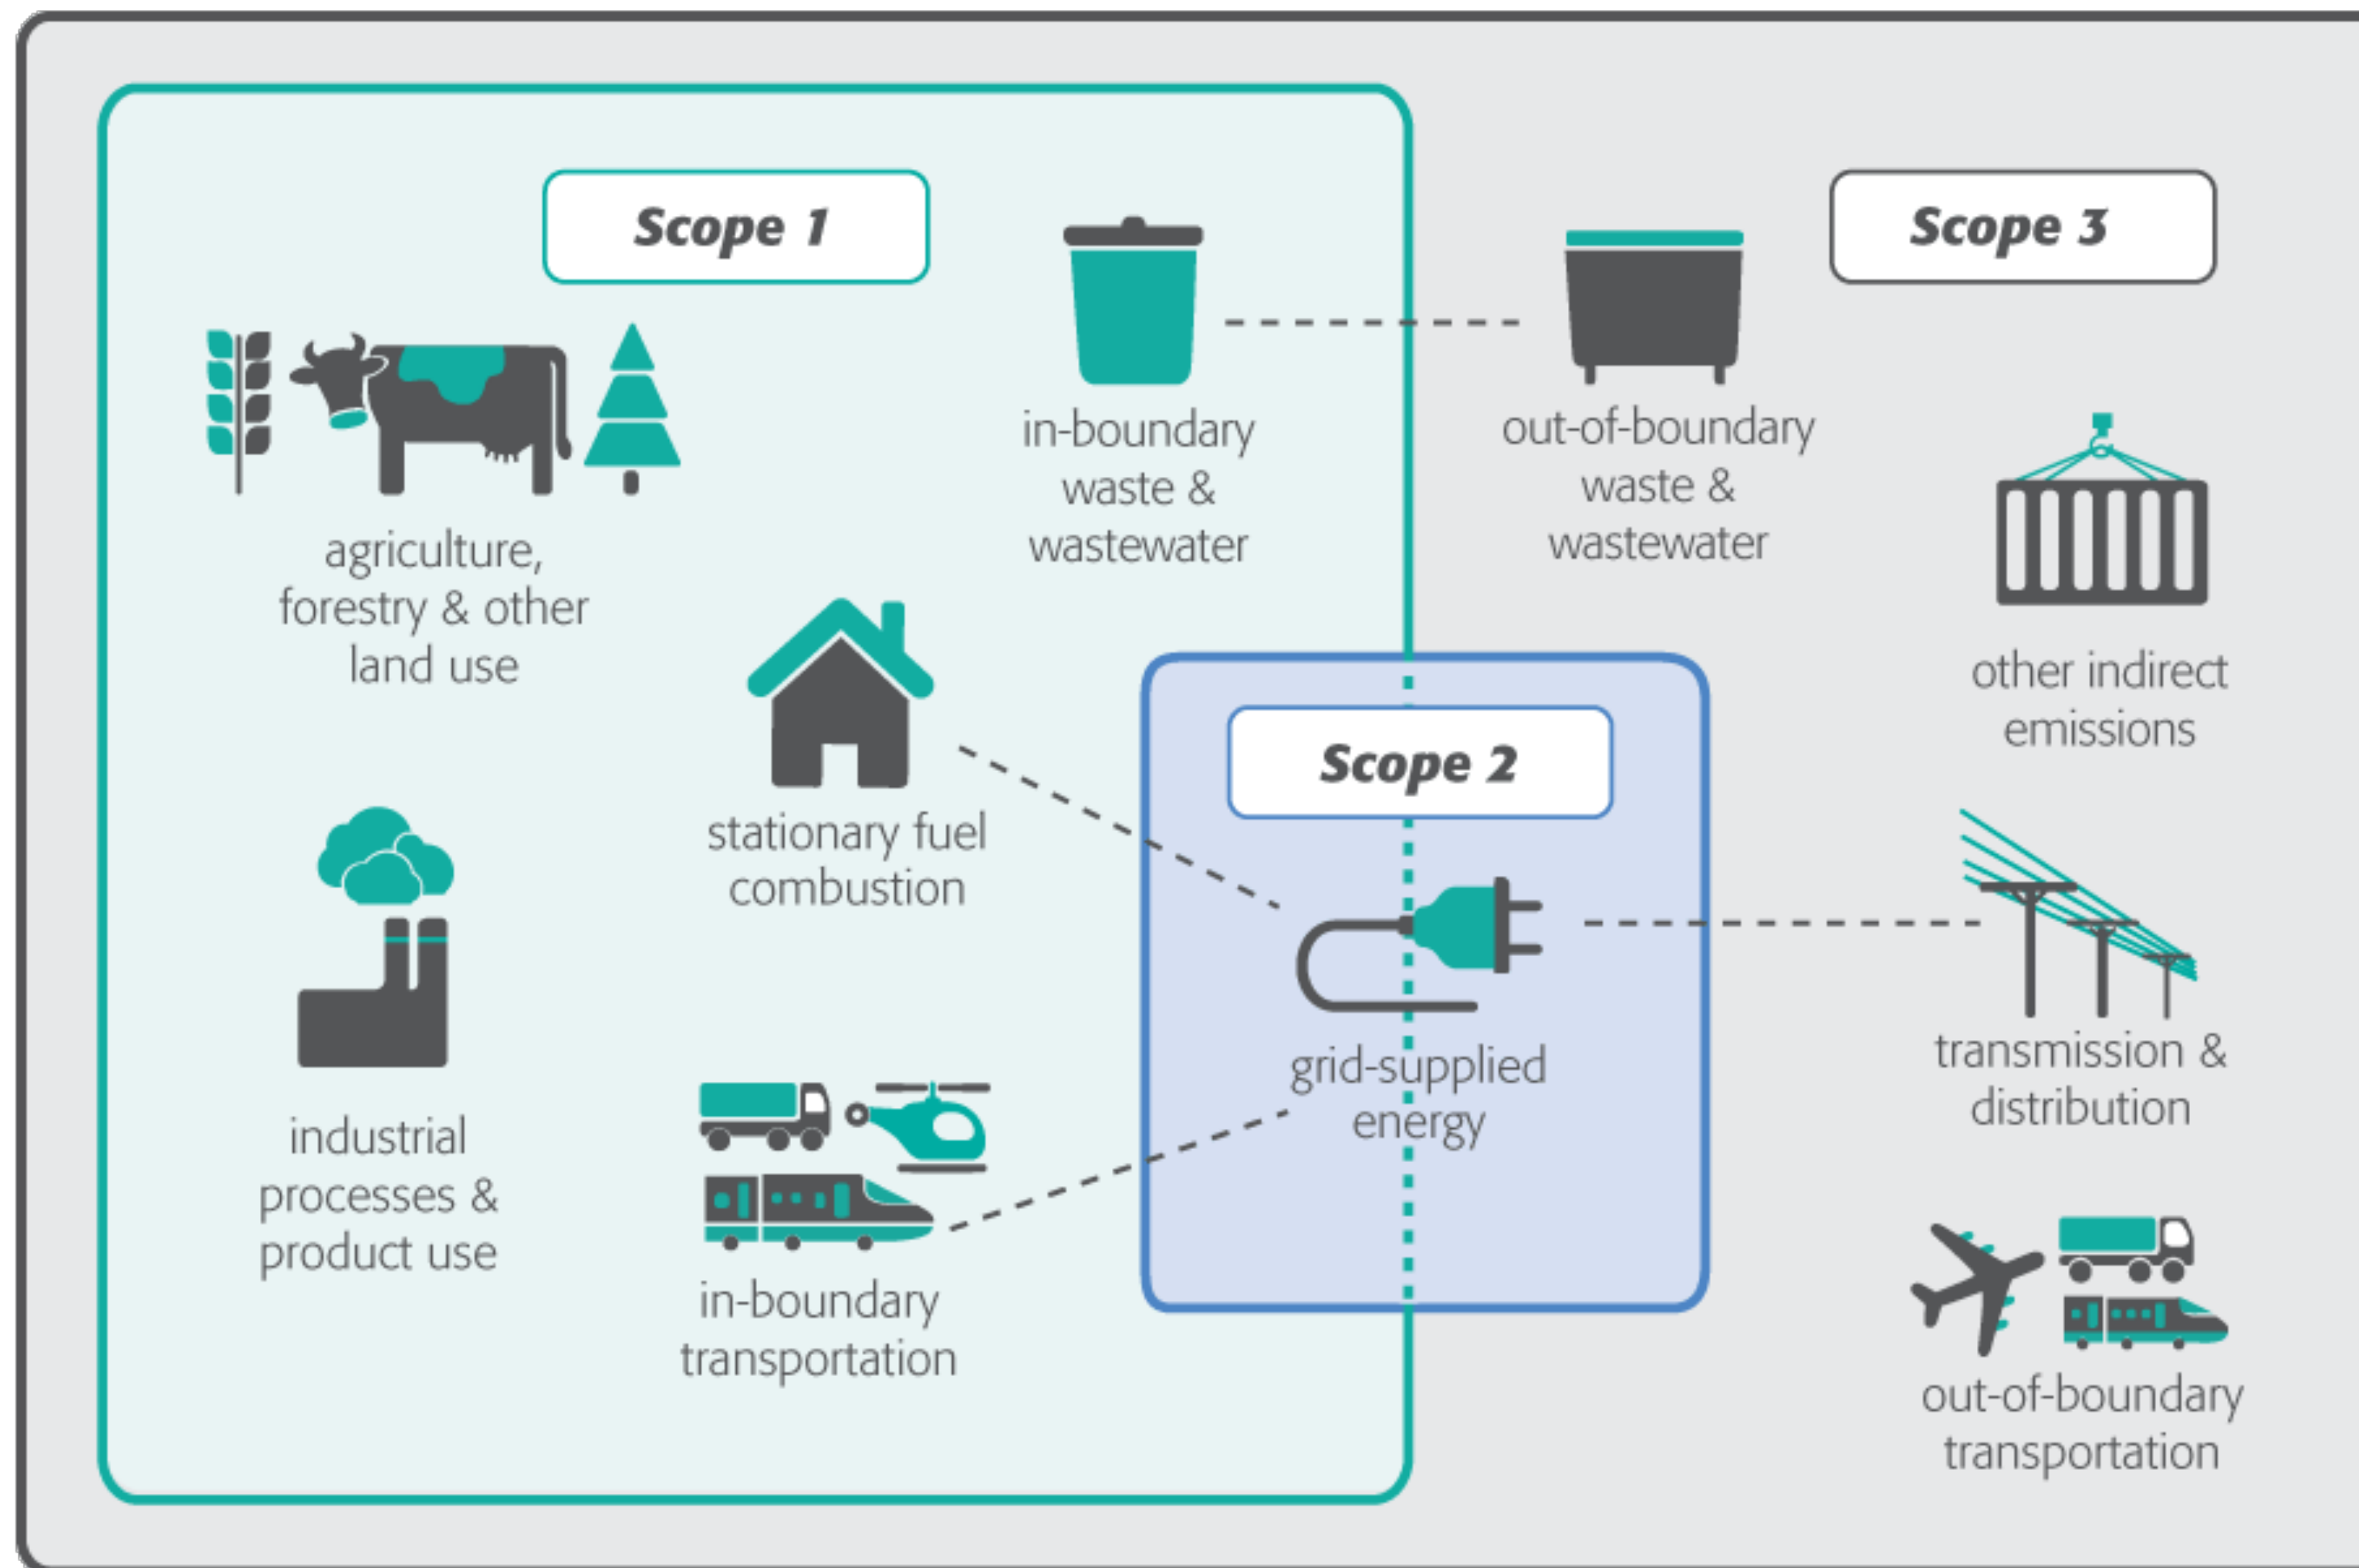 Scope 1
Scope 3
in-boundary
waste &
wastewater
out-of-boundary
waste &
wastewater
agriculture,
forestry & other
land use
other indirect
emissions
Scope 2
stationary fuel
combustion
grid-supplied
energy
transmission &
distribution
industrial
processes &
product use
in-boundary
transportation
out-of-boundary
transportation